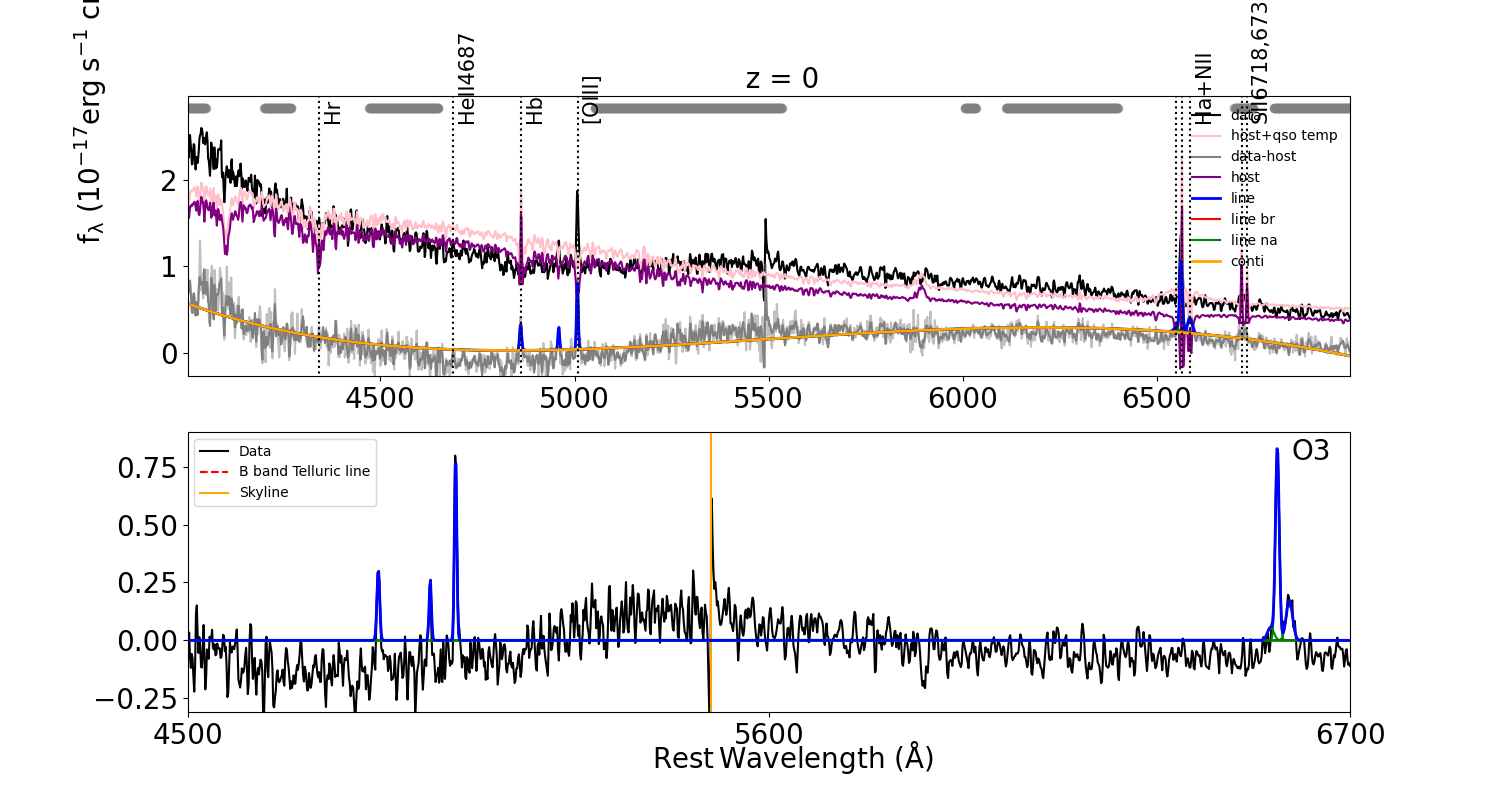 z = 0
f_λ (10^−17 erg s^−1
Hr
HeII4687
Hb
[OIII]
Ha+NII
SII6718,673
data
host+qso temp
data-host
host
line
line br
line na
conti
2
1
0
4500 5000 5500 6000 6500
Data
B band Telluric line
Skyline
O3
0.75
0.50
0.25
0.00
−0.25
4500 5600 6700
Rest Wavelength (Å)